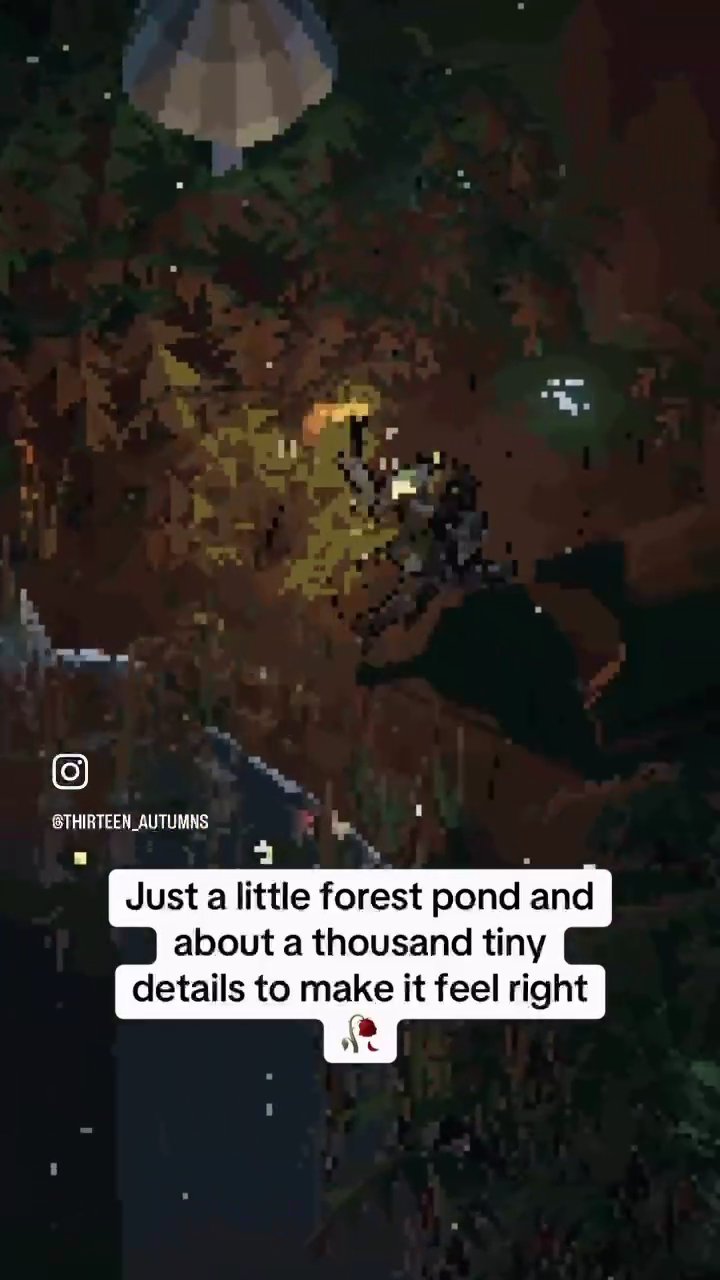 @THIRTEEN_AUTUMNS
Just a little forest pond and
about a thousand tiny
details to make it feel right
🥀